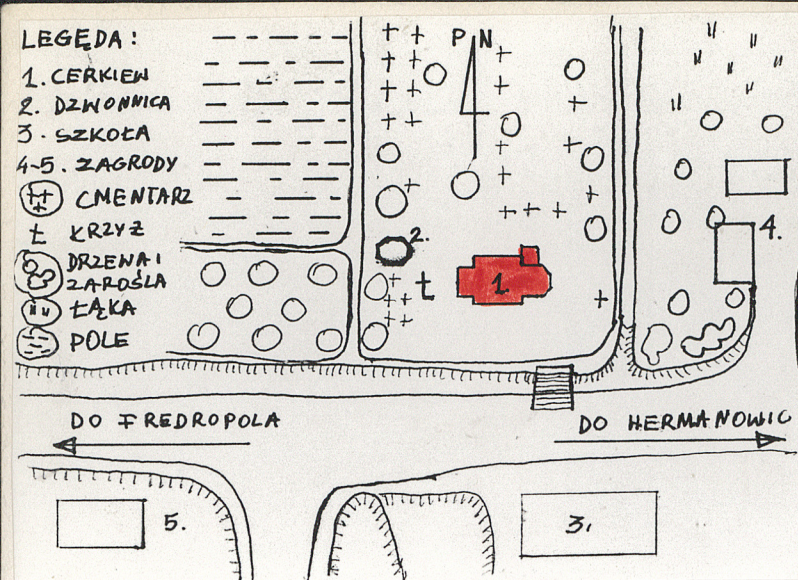 LEGĘDA:
1. CERKIEW
2. DZWONNICA
3. SZKOŁA
4-5. ZAGRODY
CMENTARZ
KRZYZ
DRZEWA I
ZAROŚLA
ŁĄKA
POLE
PN
2.
1
4.
DO FREDROPOLA
DO HERMANOWIC
5.
3.